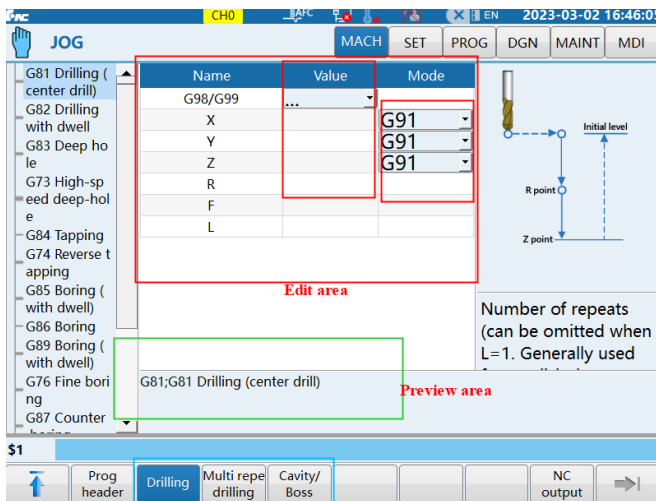 CH0 AFC EN 2023-03-02 16:46:05
JOG MACH SET PROG DGN MAINT MDI
G81 Drilling (
center drill)
G82 Drilling
with dwell
G83 Deep ho
le
G73 High-sp
eed deep-hol
e
G84 Tapping
G74 Reverse t
apping
G85 Boring (
with dwell)
G86 Boring
G89 Boring (
with dwell)
G76 Fine bori
ng
G87 Counter
Name Value Mode
G98/G99 ...
X G91
Y G91
Z G91
R
F
L
Edit area
Initial level
R point
Z point
Number of repeats
(can be omitted when
L=1. Generally used
G81;G81 Drilling (center drill)
Preview area
$1
Prog
header
Drilling
Multi repe
drilling
Cavity/
Boss
NC
output